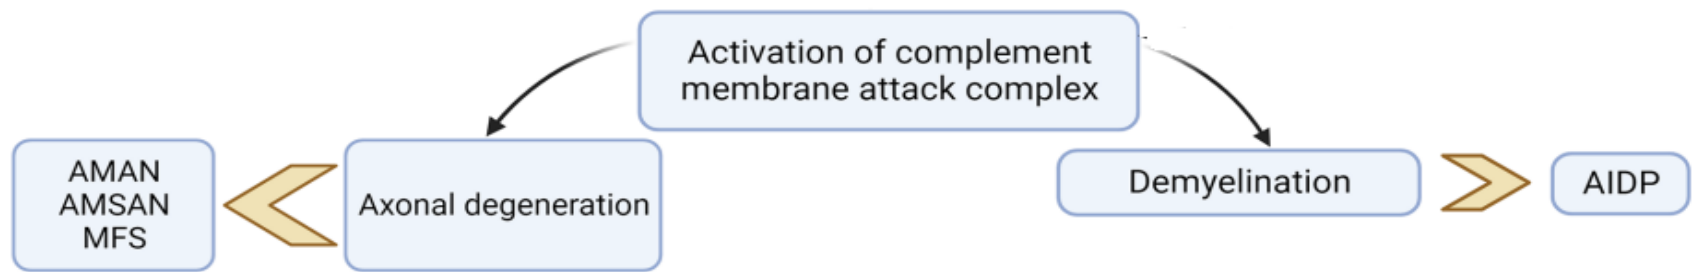 Activation of complement
membrane attack complex
AMAN
AMSAN
MFS
Axonal degeneration
Demyelination
AIDP